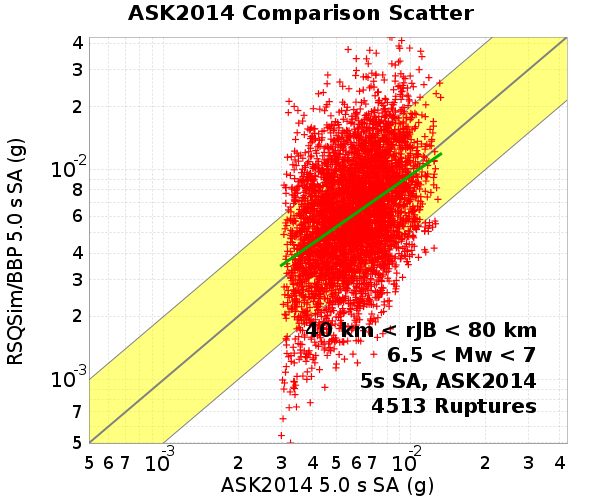 ASK2014 Comparison Scatter
RSQSim/BBP 5.0 s SA (g)
4
3
2
10-2
8
6
4
3
2
10-3
7
5
40 km < rJB < 80 km
6.5 < Mw < 7
5s SA, ASK2014
4513 Ruptures
5 6 7 10-3 2 3 4 5 6 7 10-2 2 3 4
ASK2014 5.0 s SA (g)